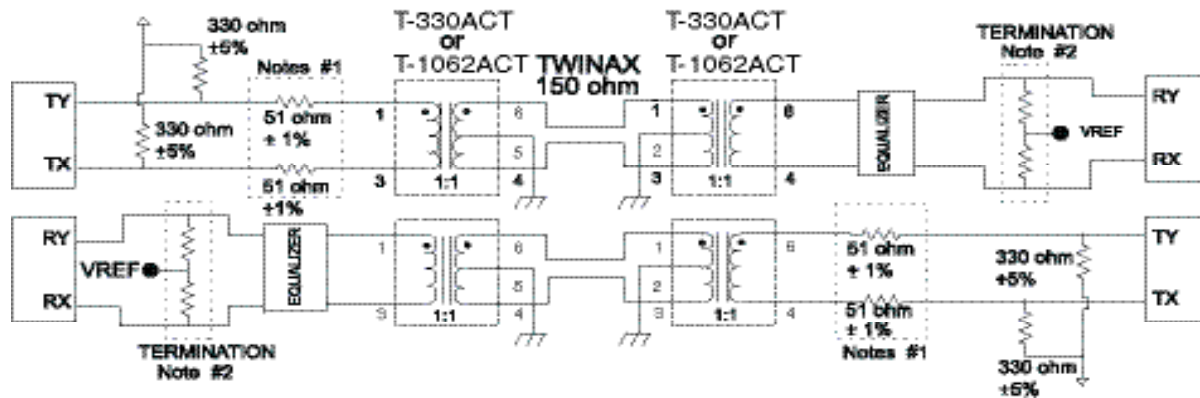 330 ohm
±5%
Notes #1
T-330ACT
or
T-1062ACT
TWINAX
150 ohm
T-330ACT
or
T-1062ACT
TERMINATION
Note #2
TY
330 ohm
±5%
TX
51 ohm
± 1%
51 ohm
±1%
1
3
1:1
6
5
4
1
2
3
1:1
6
4
EQUALIZER
VREF
RY
RX
RY
VREF
RX
EQUALIZER
TERMINATION
Note #2
1
3
1:1
6
5
4
1
2
3
1:1
6
4
51 ohm
± 1%
51 ohm
± 1%
Notes #1
330 ohm
±5%
330 ohm
±5%
TY
TX